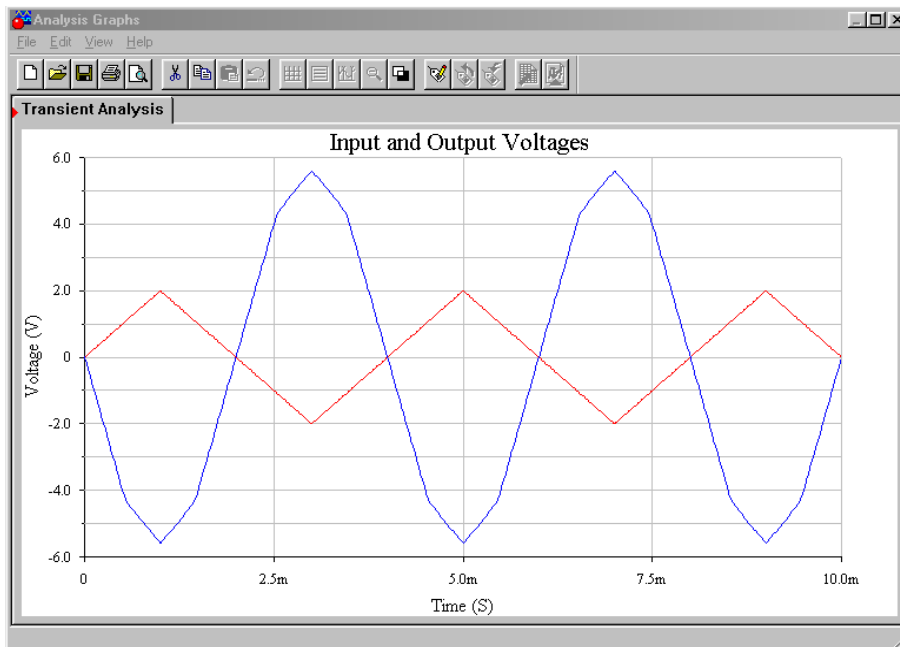 Analysis Graphs
File Edit View Help
Transient Analysis
Input and Output Voltages
6.0
4.0
2.0
0
-2.0
-4.0
-6.0
Voltage (V)
0 2.5m 5.0m 7.5m 10.0m
Time (S)